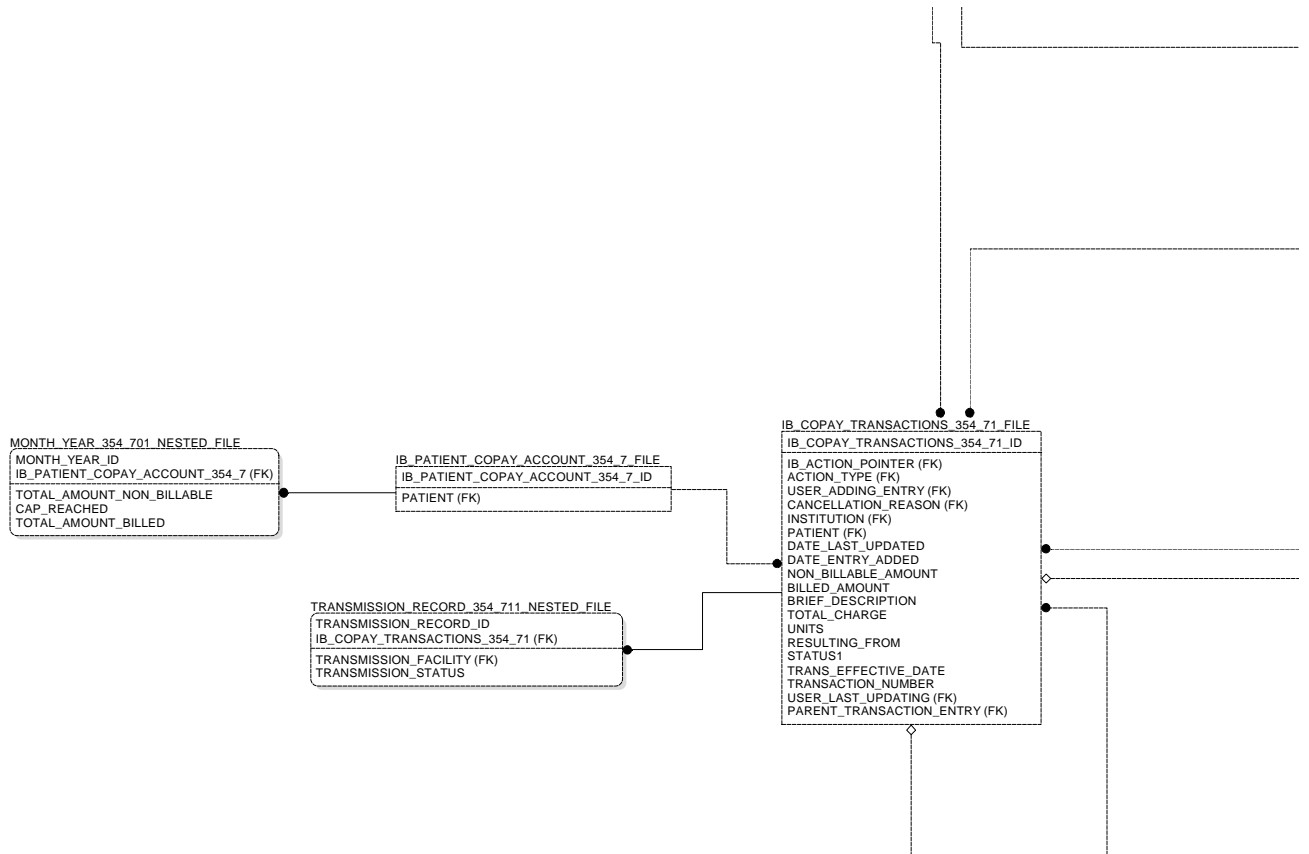 MONTH_YEAR_354_701_NESTED_FILE
MONTH_YEAR_ID
IB_PATIENT_COPAY_ACCOUNT_354_7 (FK)
TOTAL_AMOUNT_NON_BILLABLE
CAP_REACHED
TOTAL_AMOUNT_BILLED
IB_PATIENT_COPAY_ACCOUNT_354_7_FILE
IB_PATIENT_COPAY_ACCOUNT_354_7_ID
PATIENT (FK)
TRANSMISSION_RECORD_354_711_NESTED_FILE
TRANSMISSION_RECORD_ID
IB_COPAY_TRANSACTIONS_354_71 (FK)
TRANSMISSION_FACILITY (FK)
TRANSMISSION_STATUS
IB_COPAY_TRANSACTIONS_354_71_FILE
IB_COPAY_TRANSACTIONS_354_71_ID
IB_ACTION_POINTER (FK)
ACTION_TYPE (FK)
USER_ADDING_ENTRY (FK)
CANCELLATION_REASON (FK)
INSTITUTION (FK)
PATIENT (FK)
DATE_LAST_UPDATED
DATE_ENTRY_ADDED
NON_BILLABLE_AMOUNT
BILLED_AMOUNT
BRIEF_DESCRIPTION
TOTAL_CHARGE
UNITS
RESULTING_FROM
STATUS1
TRANS_EFFECTIVE_DATE
TRANSACTION_NUMBER
USER_LAST_UPDATING (FK)
PARENT_TRANSACTION_ENTRY (FK)